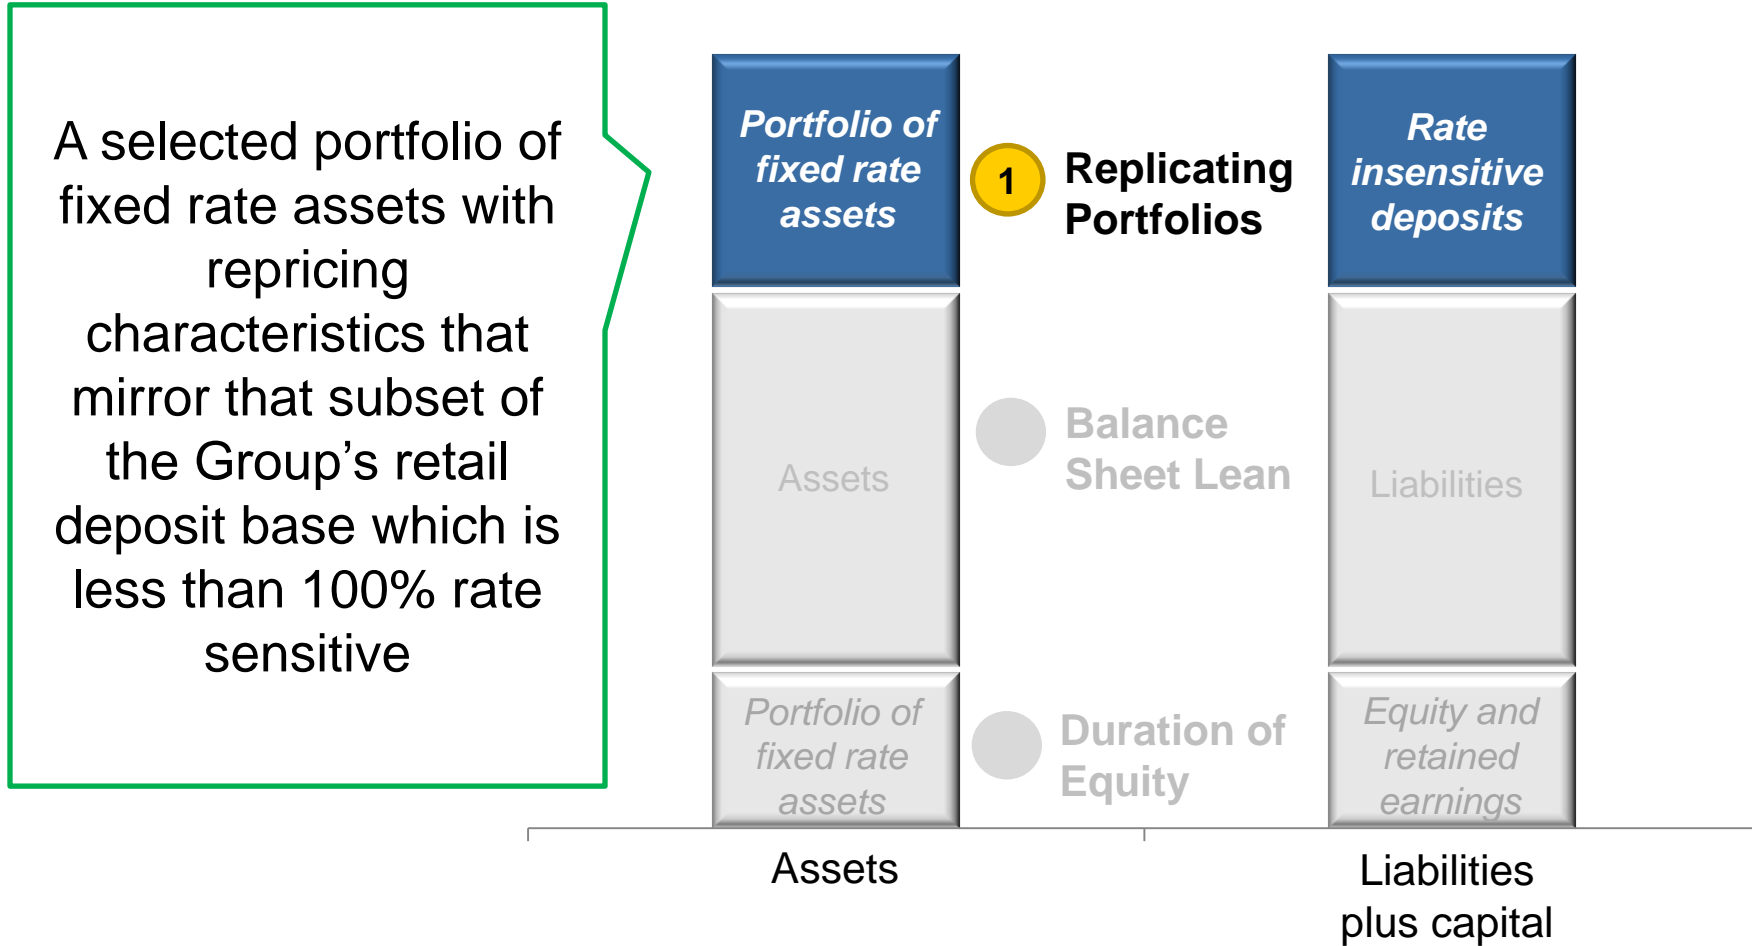 A selected portfolio of
fixed rate assets with
repricing
characteristics that
mirror that subset of
the Group’s retail
deposit base which is
less than 100% rate
sensitive
Portfolio of
fixed rate
assets
1
Replicating
Portfolios
Rate
insensitive
deposits
Assets
Balance
Sheet Lean
Liabilities
Portfolio of
fixed rate
assets
Duration of
Equity
Equity and
retained
earnings
Assets
Liabilities
plus capital